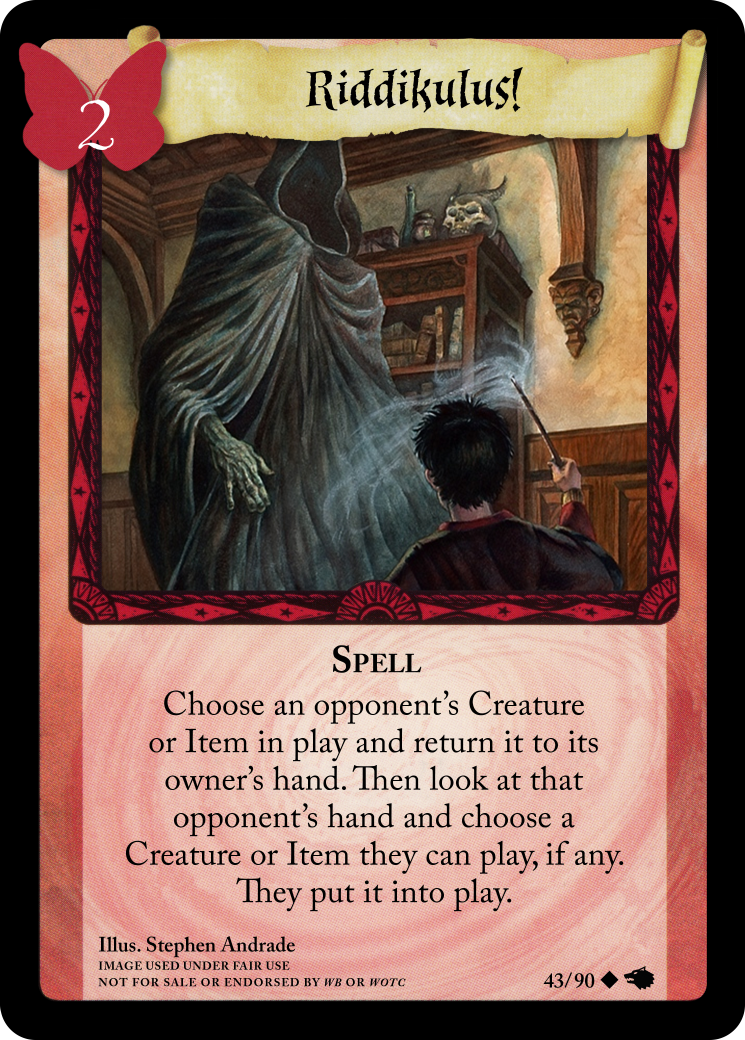 2
Riddikulus!
SPELL
Choose an opponent's Creature
or Item in play and return it to its
owner's hand. Then look at that
opponent's hand and choose a
Creature or Item they can play, if any.
They put it into play.
Illus. Stephen Andrade
IMAGE USED UNDER FAIR USE
NOT FOR SALE OR ENDORSED BY WB OR WOTC
43/90